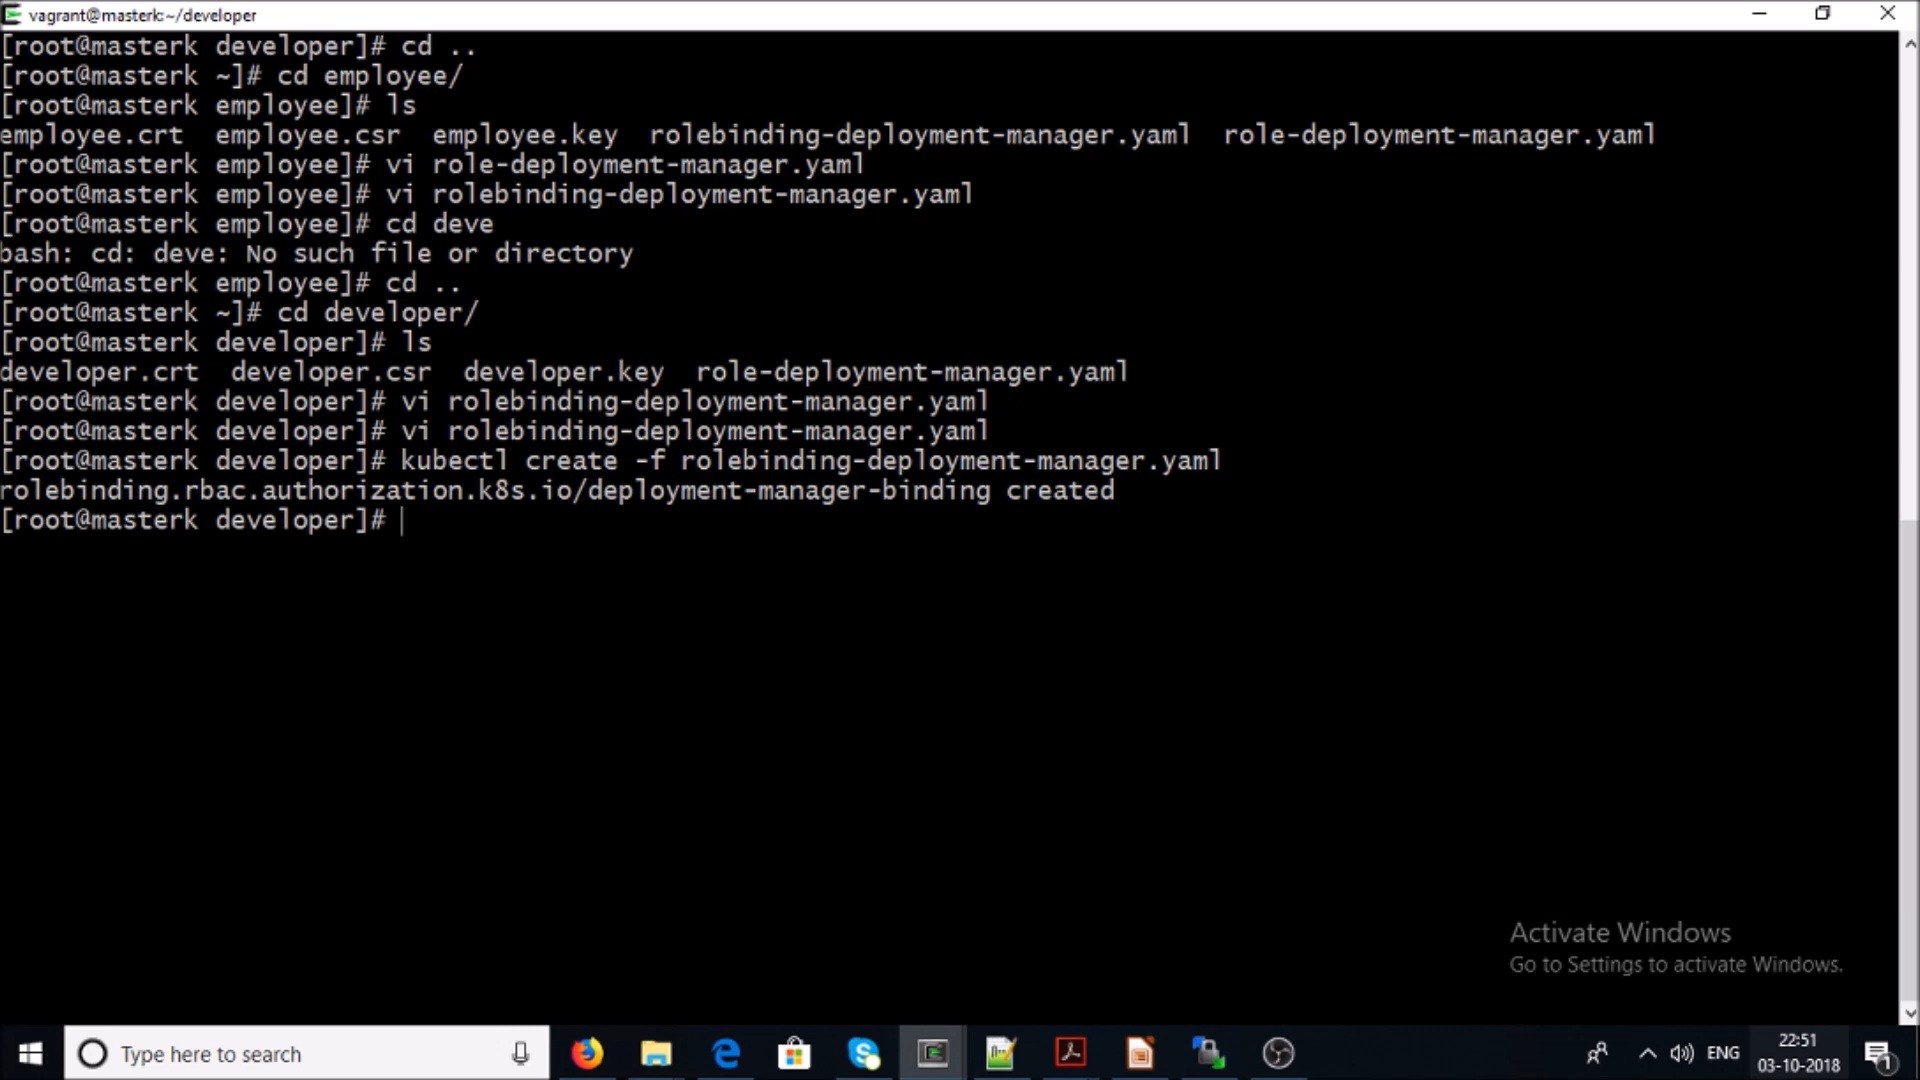 vagrant@masterk:~/developer
[root@masterk developer]# cd ..
[root@masterk ~]# cd employee/
[root@masterk employee]# ls
employee.crt  employee.csr  employee.key  rolebinding-deployment-manager.yaml  role-deployment-manager.yaml
[root@masterk employee]# vi role-deployment-manager.yaml
[root@masterk employee]# vi rolebinding-deployment-manager.yaml
[root@masterk employee]# cd deve
bash: cd: deve: No such file or directory
[root@masterk employee]# cd ..
[root@masterk ~]# cd developer/
[root@masterk developer]# ls
developer.crt  developer.csr  developer.key  role-deployment-manager.yaml
[root@masterk developer]# vi rolebinding-deployment-manager.yaml
[root@masterk developer]# vi rolebinding-deployment-manager.yaml
[root@masterk developer]# kubectl create -f rolebinding-deployment-manager.yaml
rolebinding.rbac.authorization.k8s.io/deployment-manager-binding created
[root@masterk developer]#
Activate Windows
Go to Settings to activate Windows.
Type here to search
ENG
22:51
03-10-2018
1